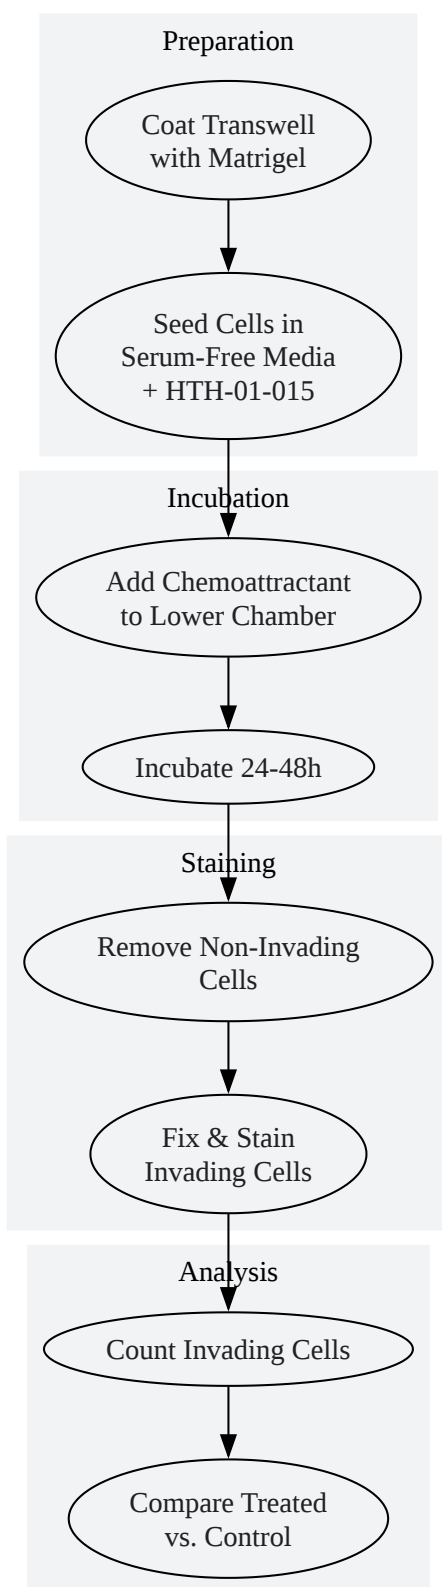 Preparation
Coat Transwell
with Matrigel
Seed Cells in
Serum-Free Media
+ HTH-01-015
Incubation
Add Chemoattractant
to Lower Chamber
Incubate 24-48h
Staining
Remove Non-Invading
Cells
Fix & Stain
Invading Cells
Analysis
Count Invading Cells
Compare Treated
vs. Control